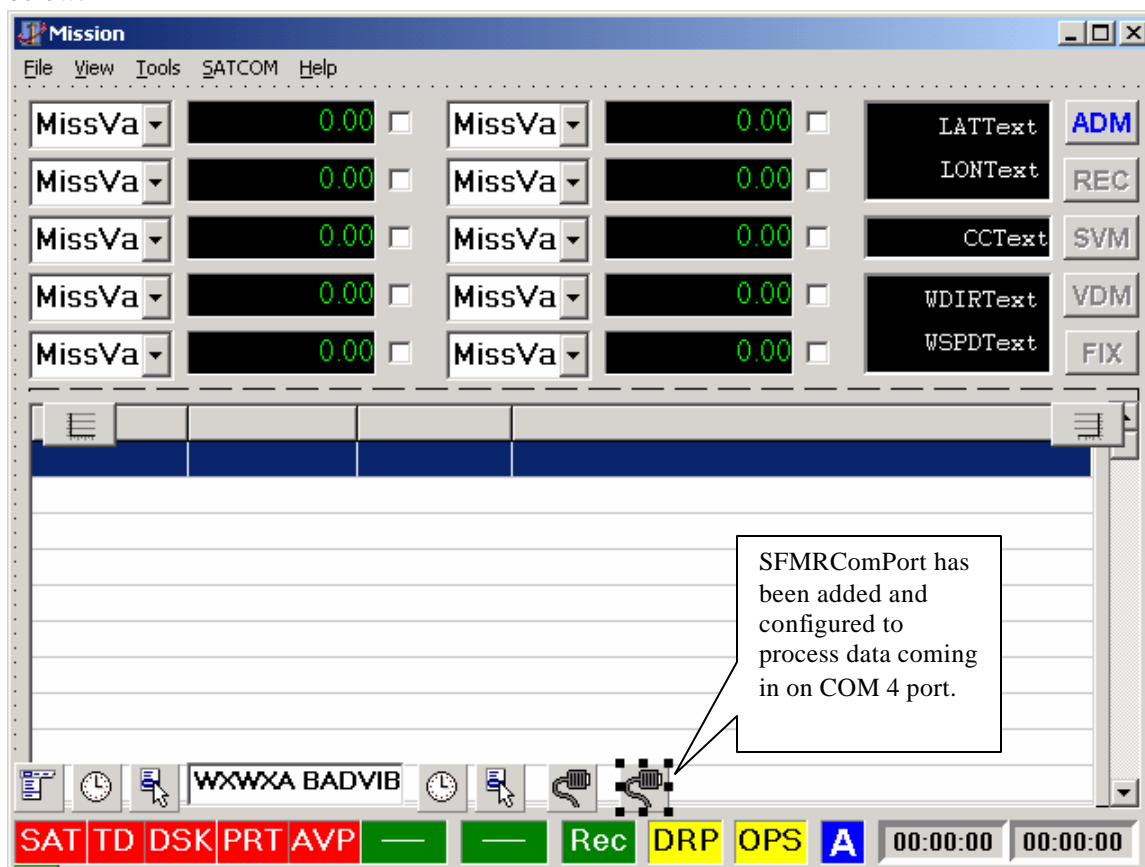 Mission
File View Tools SATCOM Help
MissVa 0.00 MissVa 0.00 LATText ADM
MissVa 0.00 MissVa 0.00 LONText REC
MissVa 0.00 MissVa 0.00 CCText SVM
MissVa 0.00 MissVa 0.00 WDIRText VDM
MissVa 0.00 MissVa 0.00 WSPDText FIX
SFMRComPort has
been added and
configured to
process data coming
in on COM 4 port.
WXWXA BADVIB
SAT TD DSK PRT AVP — — Rec DRP OPS A 00:00:00 00:00:00